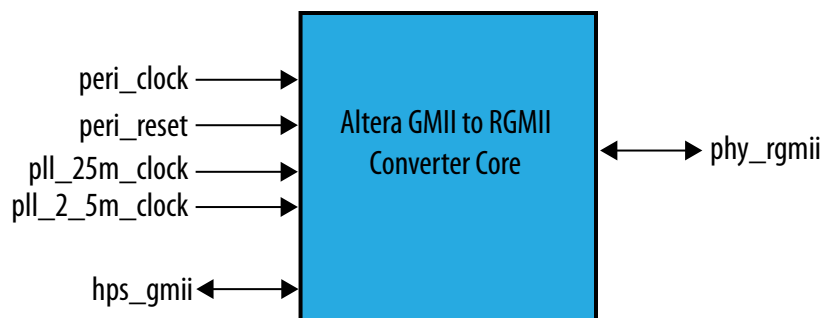 peri_clock
peri_reset
pll_25m_clock
pll_2_5m_clock
hps_gmii
Altera GMII to RGMII
Converter Core
phy_rgmii